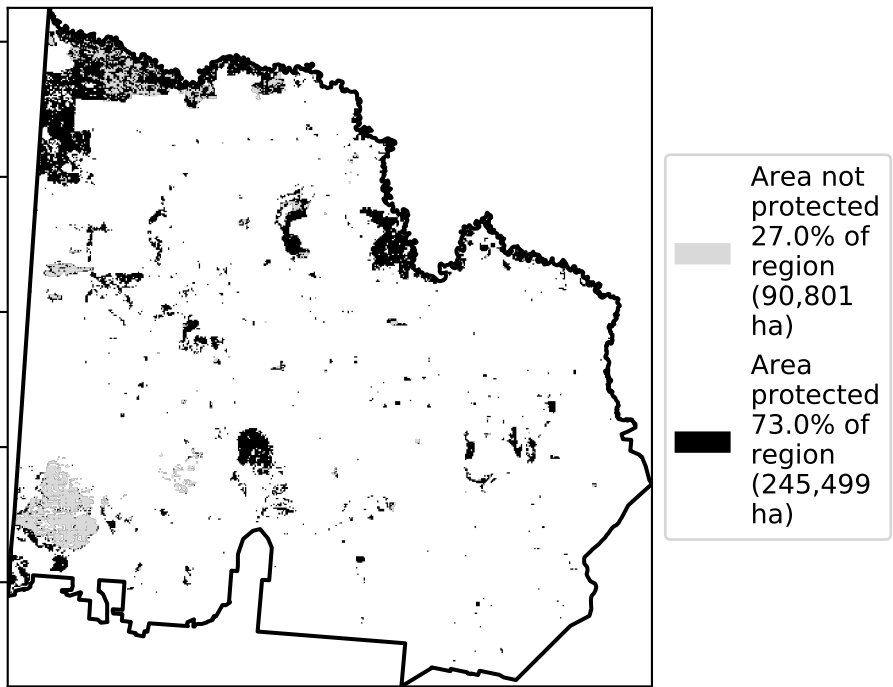 Area not
protected
27.0% of
region
(90,801
ha)
Area
protected
73.0% of
region
(245,499
ha)